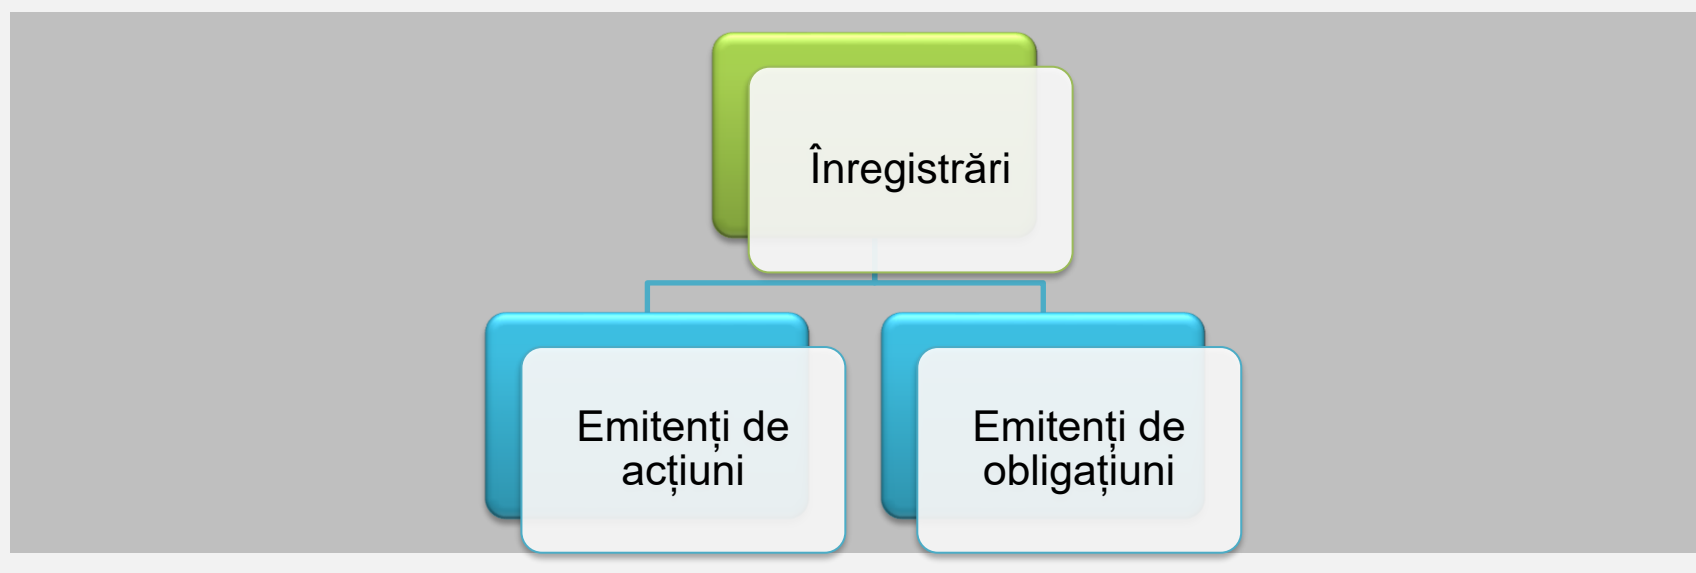 Înregistrări
Emitenți de
acțiuni
Emitenți de
obligațiuni